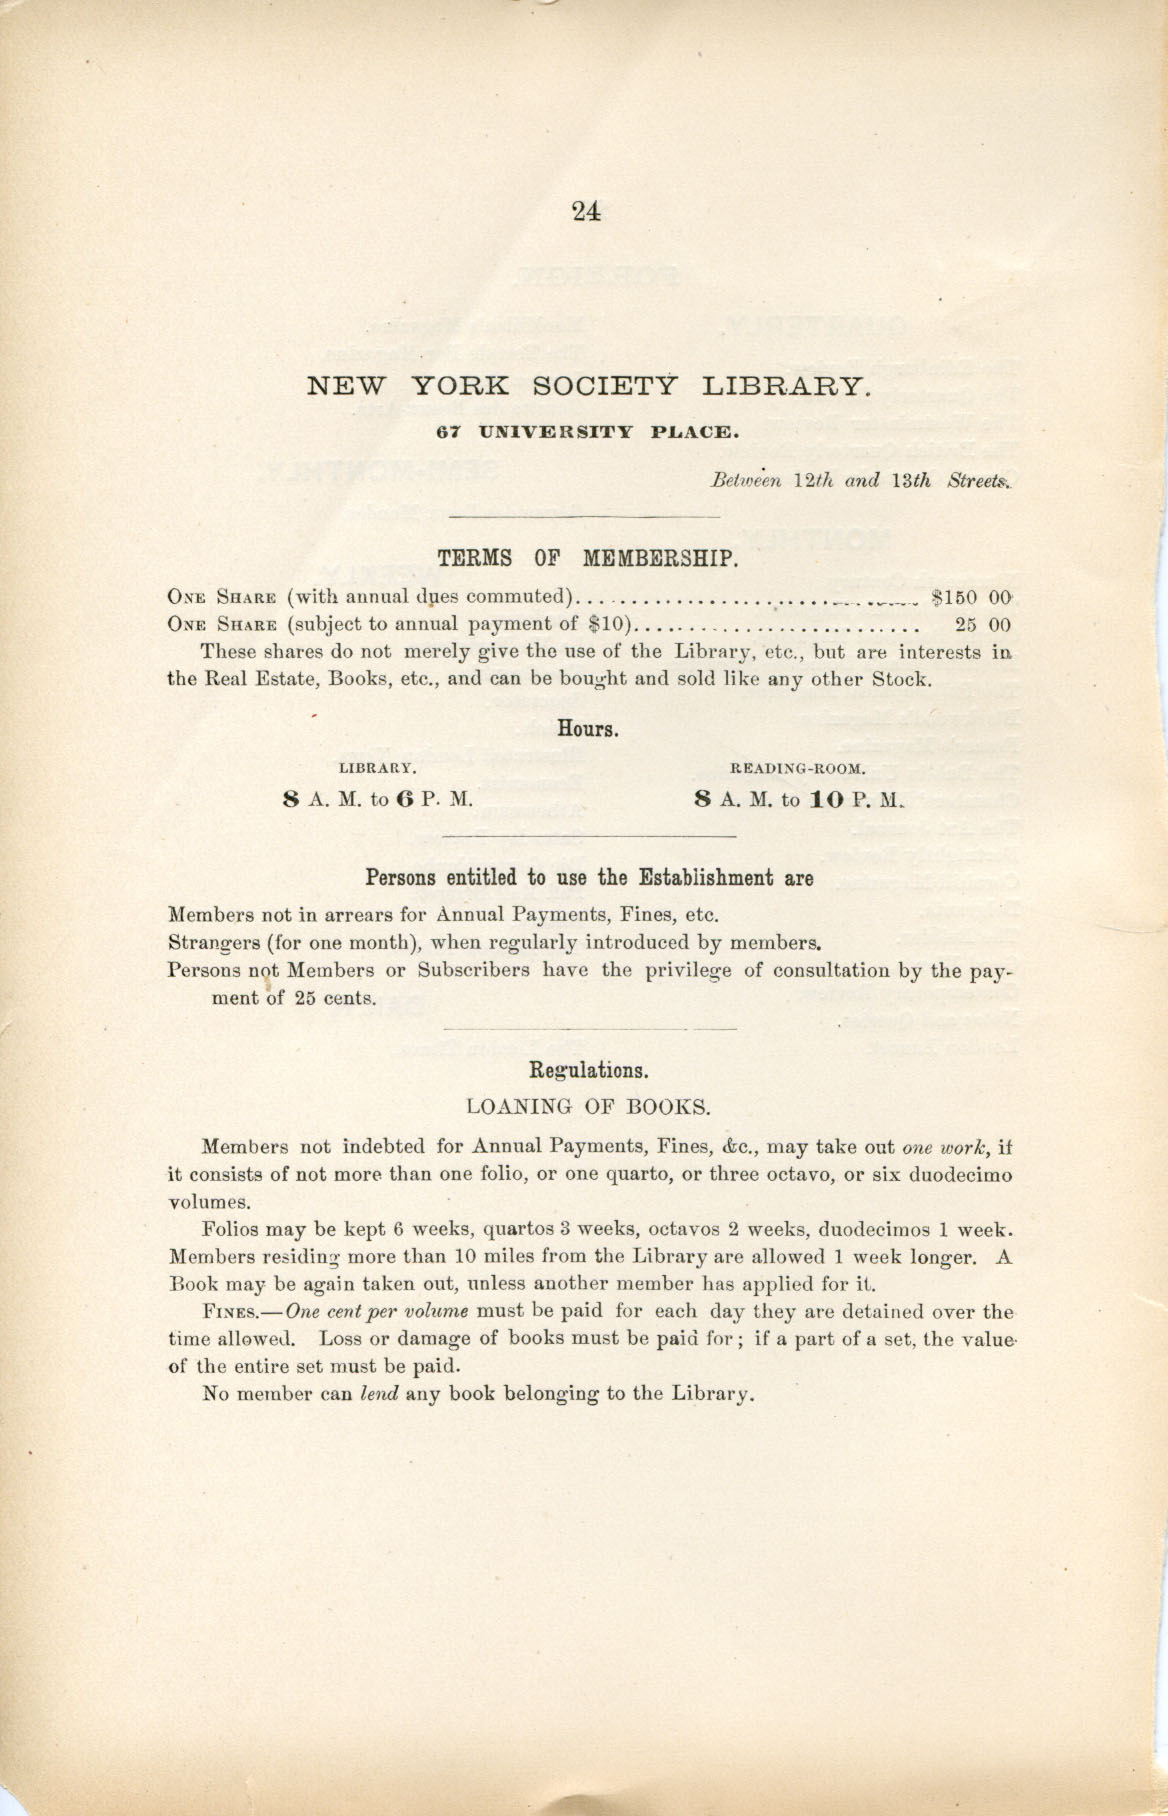 24
NEW YORK SOCIETY LIBRARY.
67 UNIVERSITY PLACE.
Between 12th and 13th Streets.
TERMS OF MEMBERSHIP.
ONE SHARE (with annual dues commuted)........................................ $150 00
ONE SHARE (subject to annual payment of $10)............................ 25 00
These shares do not merely give the use of the Library, etc., but are interests in
the Real Estate, Books, etc., and can be bought and sold like any other Stock.
Hours.
LIBRARY. READING-ROOM.
8 A. M. to 6 P. M. 8 A. M. to 10 P. M.
Persons entitled to use the Establishment are
Members not in arrears for Annual Payments, Fines, etc.
Strangers (for one month), when regularly introduced by members.
Persons not Members or Subscribers have the privilege of consultation by the pay-
ment of 25 cents.
Regulations.
LOANING OF BOOKS.
Members not indebted for Annual Payments, Fines, &c., may take out one work, if
it consists of not more than one folio, or one quarto, or three octavo, or six duodecimo
volumes.
Folios may be kept 6 weeks, quartos 3 weeks, octavos 2 weeks, duodecimos 1 week.
Members residing more than 10 miles from the Library are allowed 1 week longer. A
Book may be again taken out, unless another member has applied for it.
FINES.—One cent per volume must be paid for each day they are detained over the
time allowed. Loss or damage of books must be paid for; if a part of a set, the value
of the entire set must be paid.
No member can lend any book belonging to the Library.